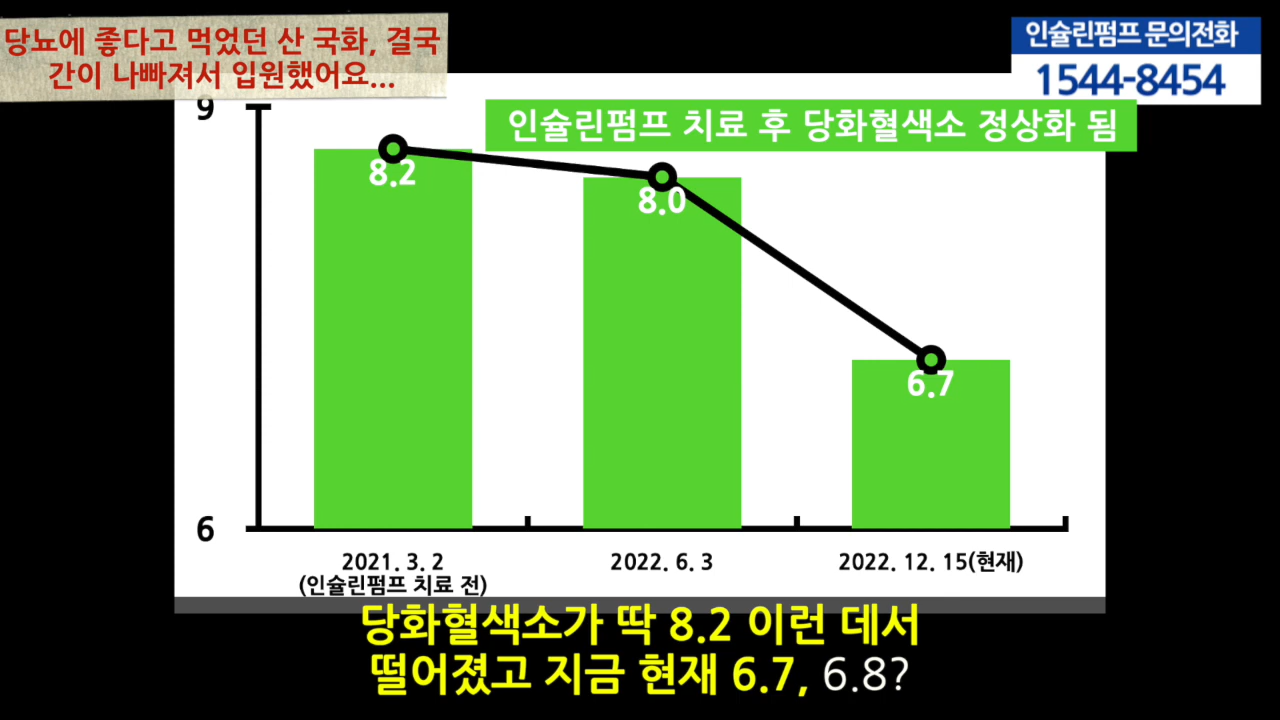 당뇨에 좋다고 먹었던 산 국화, 결국
간이 나빠져서 입원했어요...
인슐린펌프 문의전화
1544-8454
인슐린펌프 치료 후 당화혈색소 정상화 됨
9
8.2
8.0
6.7
6
2021. 3. 2
(인슐린펌프 치료 전)
2022. 6. 3
2022. 12. 15(현재)
당화혈색소가 딱 8.2 이런 데서
떨어졌고 지금 현재 6.7, 6.8?